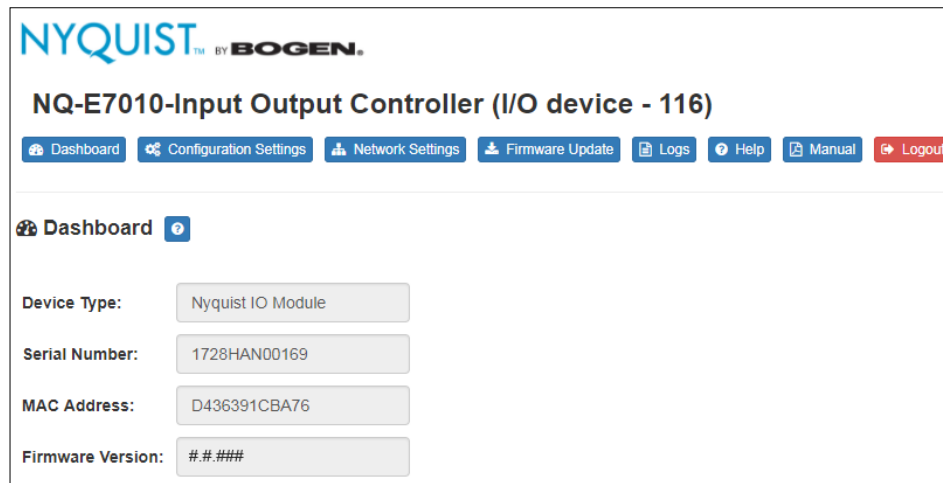 NYQUIST™ BY BOGEN®
NQ-E7010-Input Output Controller (I/O device - 116)
Dashboard Configuration Settings Network Settings Firmware Update Logs Help Manual Logout
Dashboard
Device Type: Nyquist IO Module
Serial Number: 1728HAN00169
MAC Address: D436391CBA76
Firmware Version: #.#.###